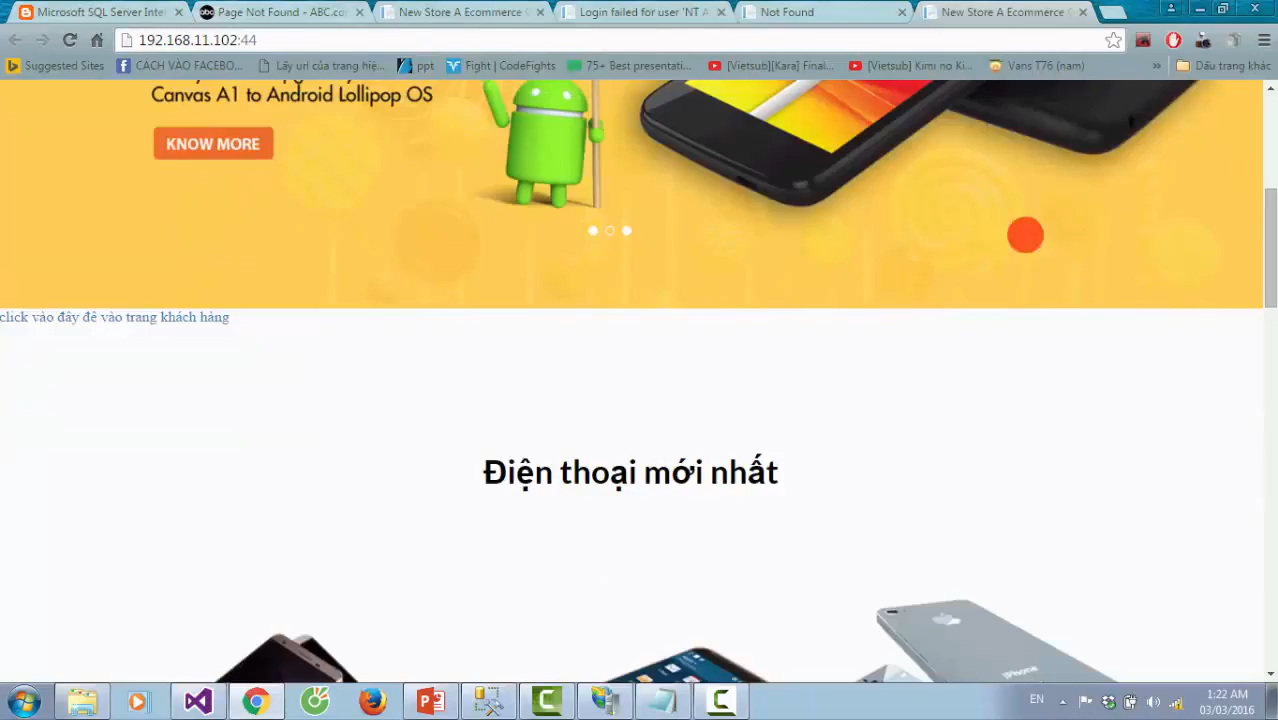 Microsoft SQL Server Inte
Page Not Found - ABC.co
New Store A Ecommerce
Login failed for user 'NT A
Not Found
New Store A Ecommerce
192.168.11.102:44
Suggested Sites
CÁCH VÀO FACEBO...
Lấy url của trang hiệ...
ppt
Fight | CodeFights
75+ Best presentati...
[Vietsub][Kara] Final...
[Vietsub] Kimi no Ki...
Vans T76 (nam)
»
Dấu trang khác
Canvas A1 to Android Lollipop OS
KNOW MORE
click vào đây để vào trang khách hàng
Điện thoại mới nhất
iPhone
EN
1:22 AM
03/03/2016